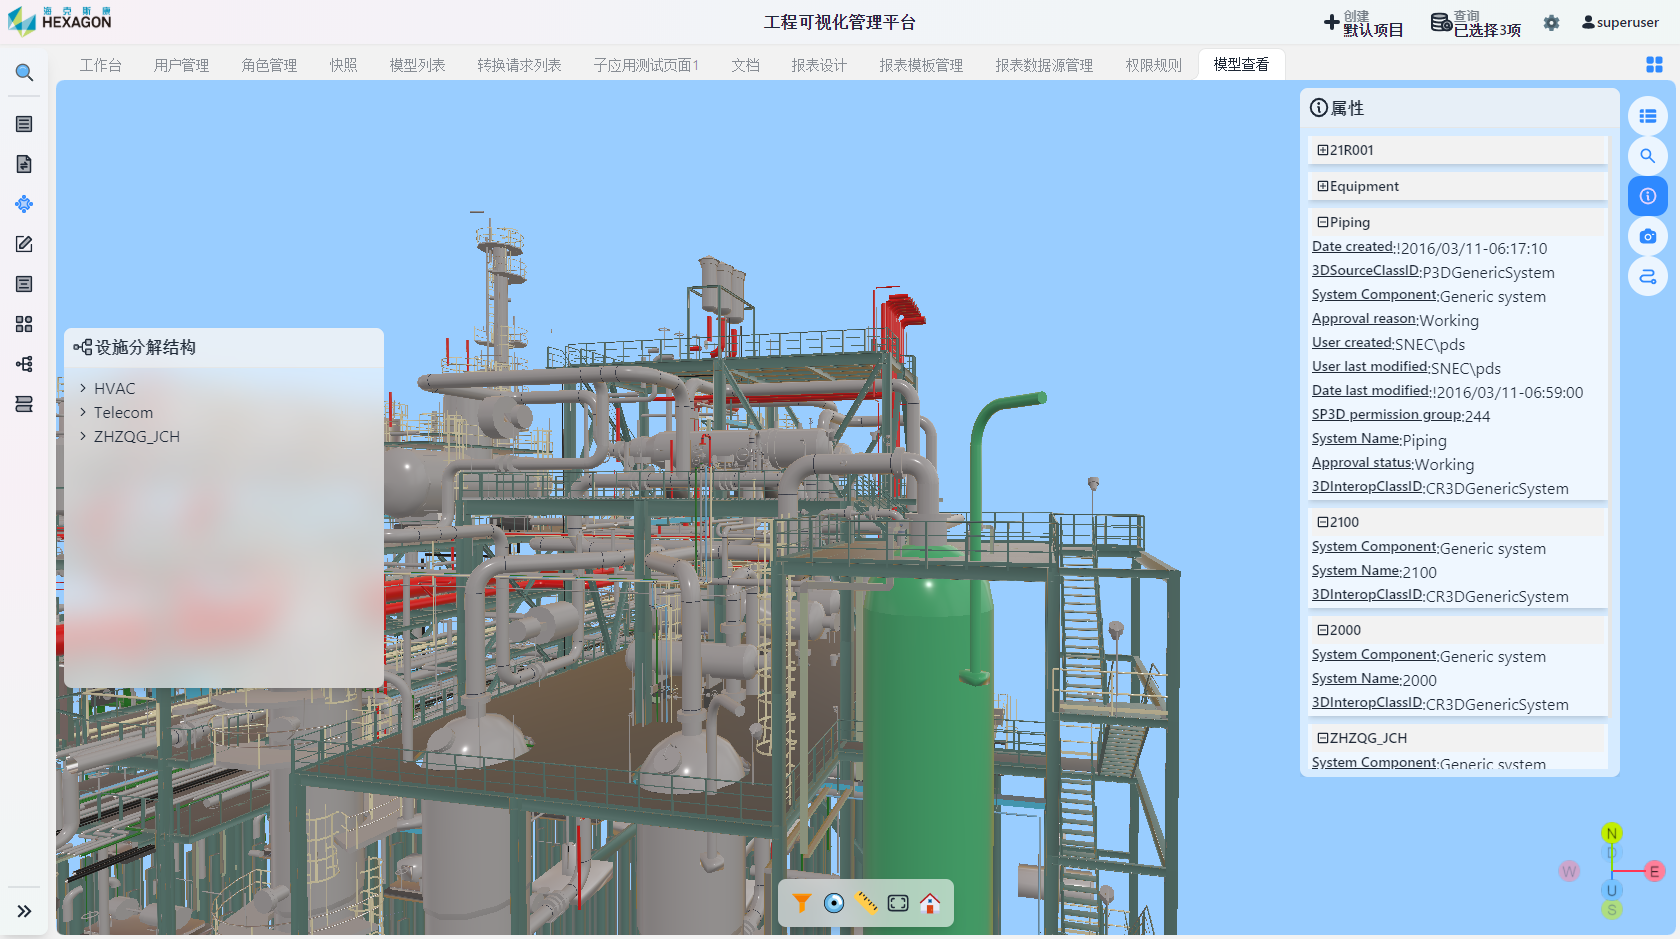 海克斯康
HEXAGON
工程可视化管理平台
创建
默认项目
查询
已选择3项
superuser
工作台
用户管理
角色管理
快照
模型列表
转换请求列表
子应用测试页面1
文档
报表设计
报表模板管理
报表数据源管理
权限规则
模型查看
设施分解结构
HVAC
Telecom
ZHZQG_JCH
属性
21R001
Equipment
Piping
Date created:!2016/03/11-06:17:10
3DSourceClassID:P3DGenericSystem
System Component:Generic system
Approval reason:Working
User created:SNEC\pds
User last modified:SNEC\pds
Date last modified:!2016/03/11-06:59:00
SP3D permission group:244
System Name:Piping
Approval status:Working
3DInteropClassID:CR3DGenericSystem
2100
System Component:Generic system
System Name:2100
3DInteropClassID:CR3DGenericSystem
2000
System Component:Generic system
System Name:2000
3DInteropClassID:CR3DGenericSystem
ZHZQG_JCH
System Component:Generic system
N
D
W
E
U
S